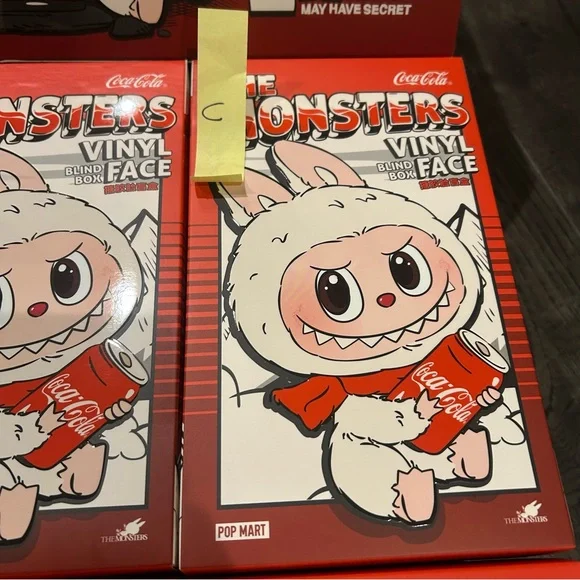 MAY HAVE SECRET
Coca-Cola
NSTERS
VINYL
BLIND BOX FACE
Coca-Cola
THE MONSTERS
C
Coca-Cola
THE
MONSTERS
VINYL
BLIND BOX FACE
Coca-Cola
POP MART
THE MONSTERS